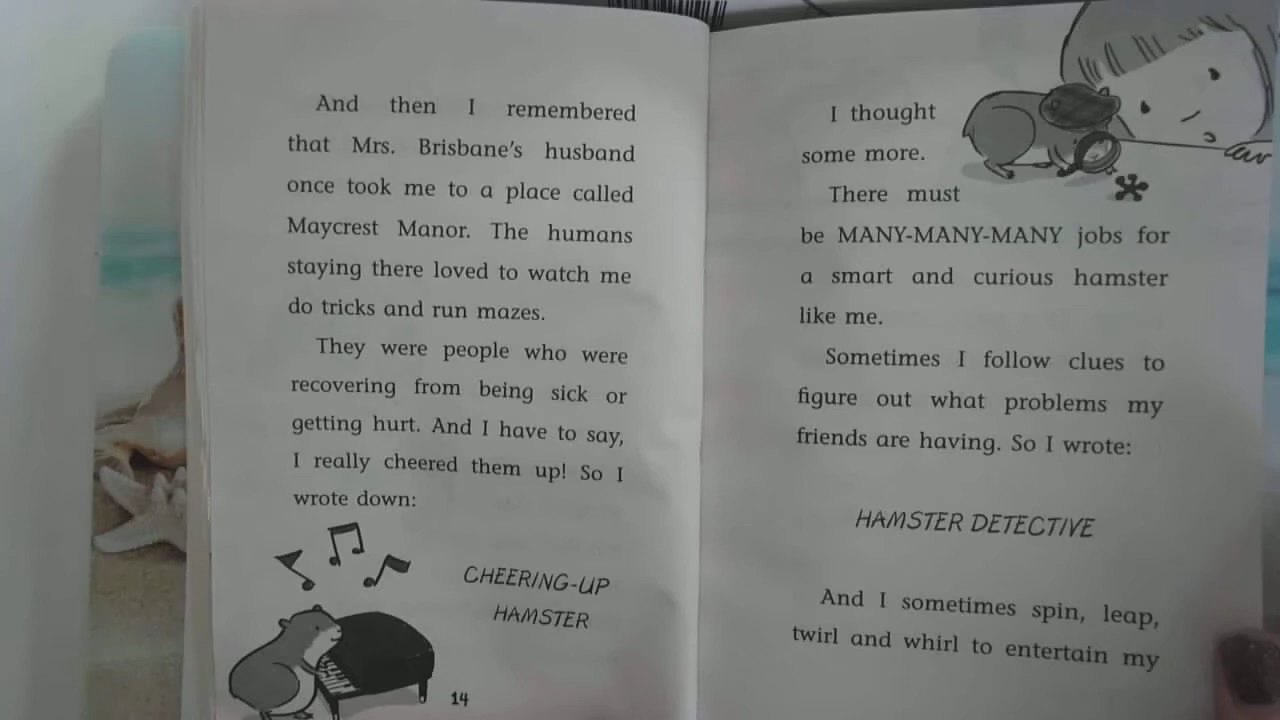 And then I remembered
that Mrs. Brisbane's husband
once took me to a place called
Maycrest Manor. The humans
staying there loved to watch me
do tricks and run mazes.
They were people who were
recovering from being sick or
getting hurt. And I have to say,
I really cheered them up! So I
wrote down:
CHEERING-UP
HAMSTER
14
I thought
some more.
There must
be MANY-MANY-MANY jobs for
a smart and curious hamster
like me.
Sometimes I follow clues to
figure out what problems my
friends are having. So I wrote:
HAMSTER DETECTIVE
And I sometimes spin, leap,
twirl and whirl to entertain my